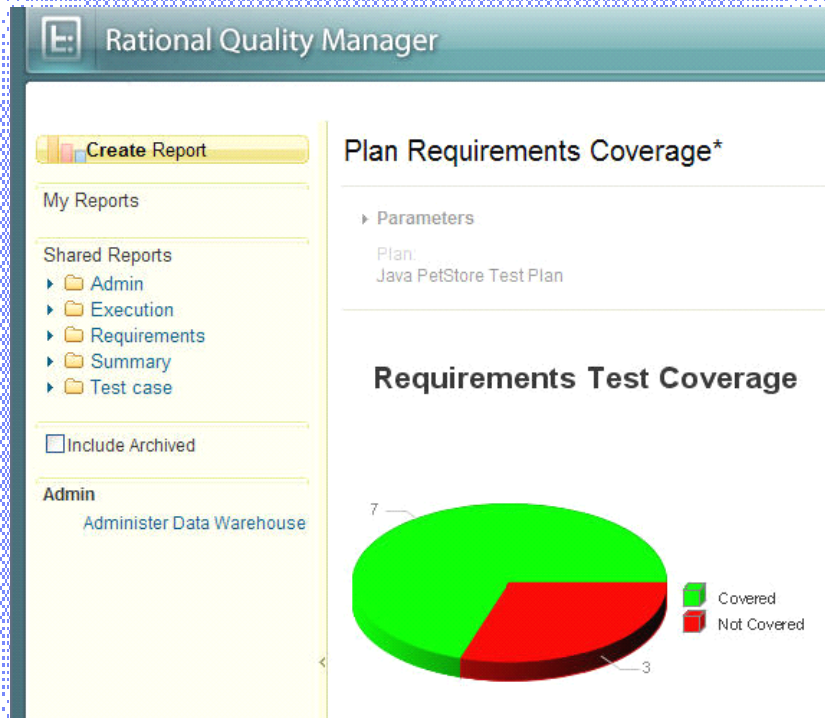 Rational Quality Manager
Create Report
My Reports
Shared Reports
Admin
Execution
Requirements
Summary
Test case
Include Archived
Admin
Administer Data Warehouse
Plan Requirements Coverage*
Parameters
Plan:
Java PetStore Test Plan
Requirements Test Coverage
7
Covered
Not Covered
3